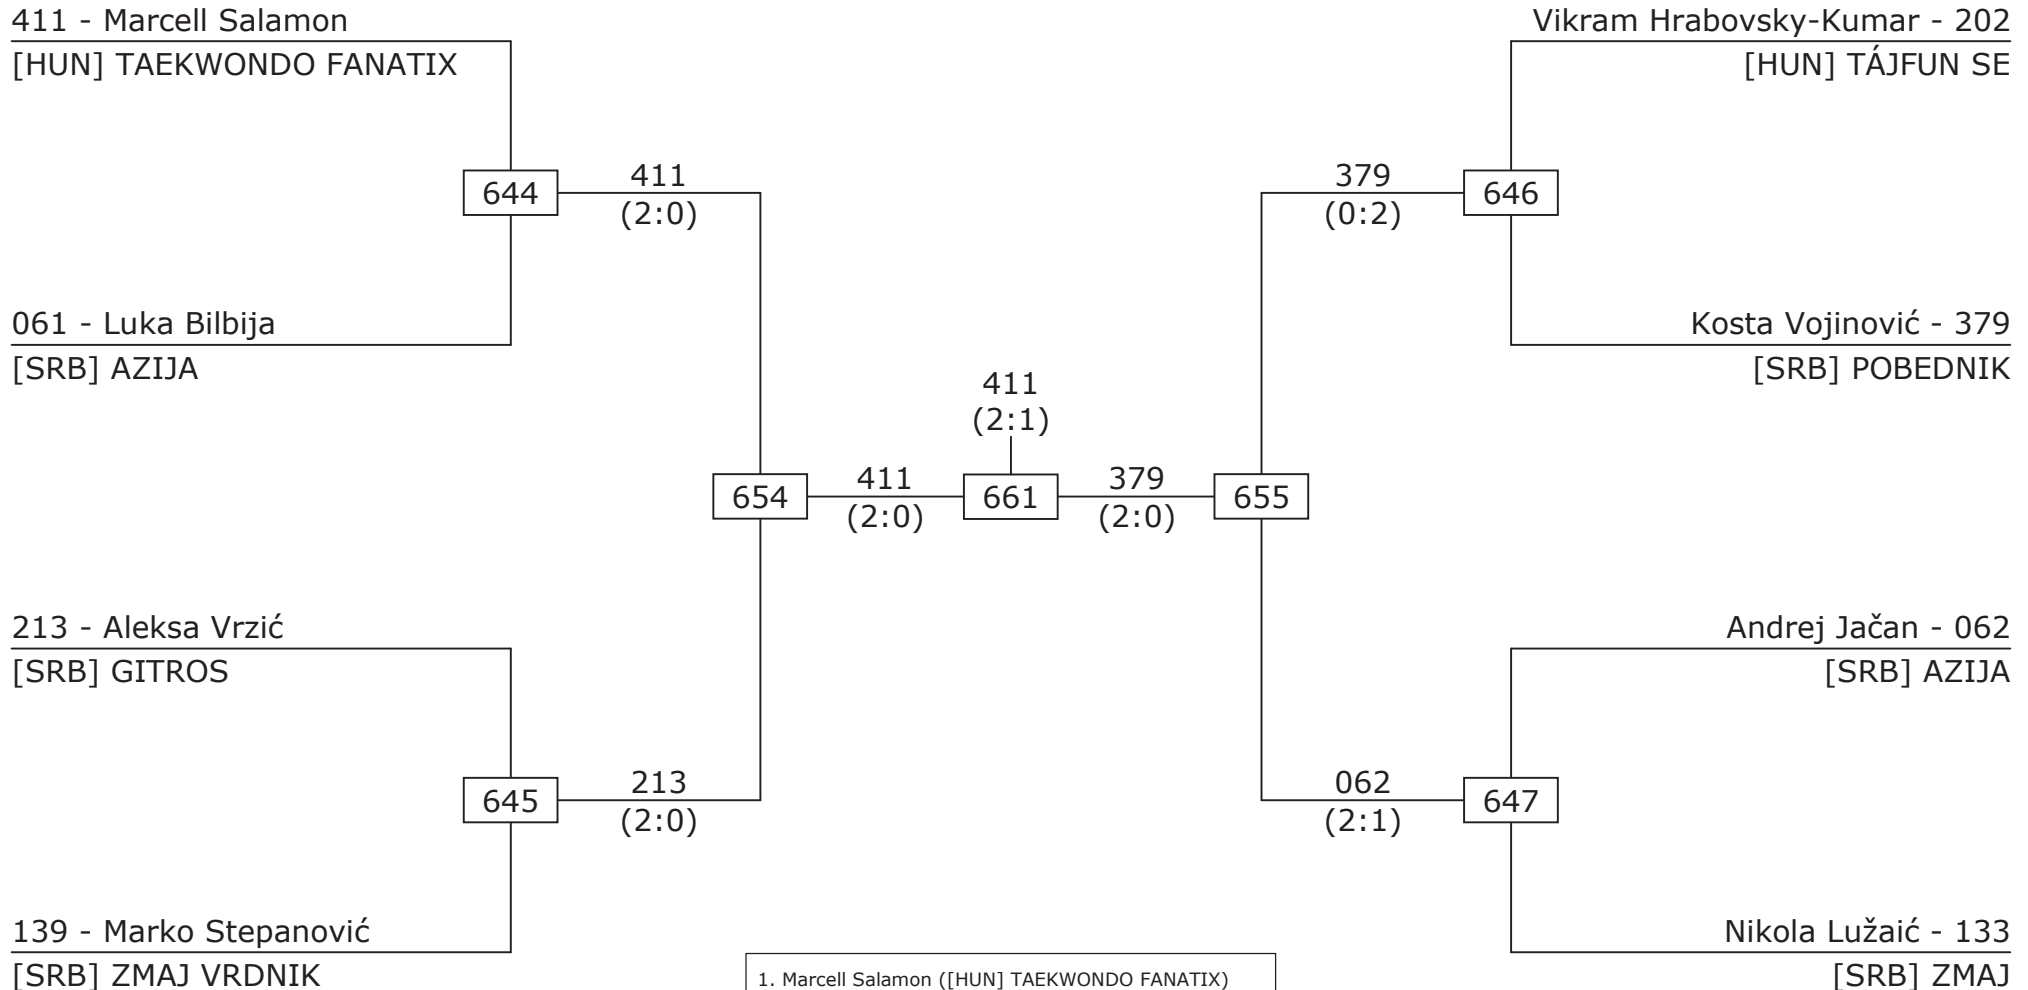 411 - Marcell Salamon
[HUN] TAEKWONDO FANATIX
Vikram Hrabovsky-Kumar - 202
[HUN] TÁJFUN SE
644
411
(2:0)
379
(0:2)
646
061 - Luka Bilbija
[SRB] AZIJA
Kosta Vojinović - 379
[SRB] POBEDNIK
411
(2:1)
654
411
(2:0)
661
379
(2:0)
655
213 - Aleksa Vrzić
[SRB] GITROS
Andrej Jačan - 062
[SRB] AZIJA
645
213
(2:0)
062
(2:1)
647
139 - Marko Stepanović
[SRB] ZMAJ VRDNIK
Nikola Lužaić - 133
[SRB] ZMAJ
1. Marcell Salamon ([HUN] TAEKWONDO FANATIX)